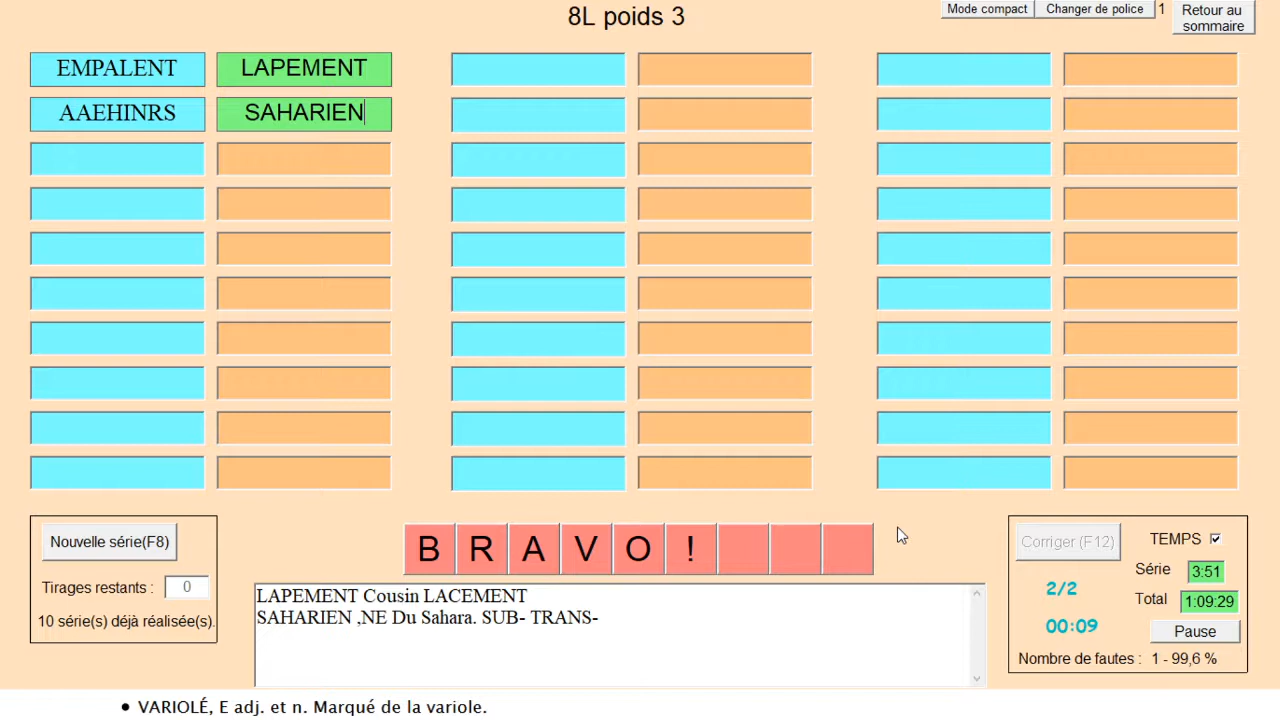 8L poids 3
Mode compact
Changer de police
1
Retour au
sommaire
EMPALENT
LAPEMENT
AAEHINRS
SAHARIEN
Nouvelle série(F8)
Tirages restants : 0
10 série(s) déjà réalisée(s).
B R A V O !
LAPEMENT Cousin LACEMENT
SAHARIEN ,NE Du Sahara. SUB- TRANS-
Corriger (F12)
TEMPS
2/2
Série 3:51
Total 1:09:29
00:09
Pause
Nombre de fautes : 1 - 99,6 %
• VARIOLÉ, E adj. et n. Marqué de la variole.